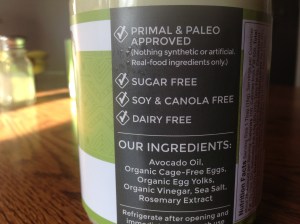 PRIMAL & PALEO
APPROVED
(Nothing synthetic or artificial.
Real-food ingredients only.)
SUGAR FREE
SOY & CANOLA FREE
DAIRY FREE
OUR INGREDIENTS:
Avocado Oil,
Organic Cage-Free Eggs,
Organic Egg Yolks,
Organic Vinegar, Sea Salt,
Rosemary Extract
Refrigerate after opening and
Nutrition Facts